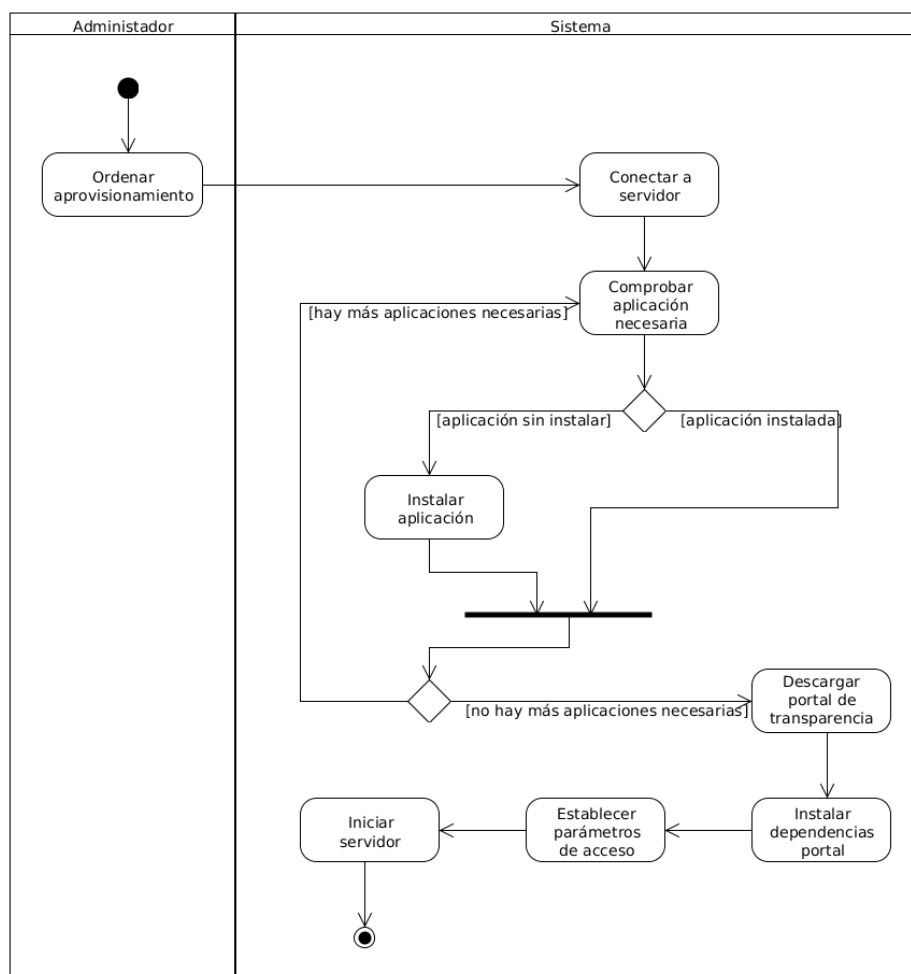 Administador
Sistema
Ordenar
aprovisionamiento
Conectar a
servidor
Comprobar
aplicación
necesaria
[hay más aplicaciones necesarias]
[aplicación sin instalar]
[aplicación instalada]
Instalar
aplicación
[no hay más aplicaciones necesarias]
Descargar
portal de
transparencia
Instalar
dependencias
portal
Establecer
parámetros
de acceso
Iniciar
servidor